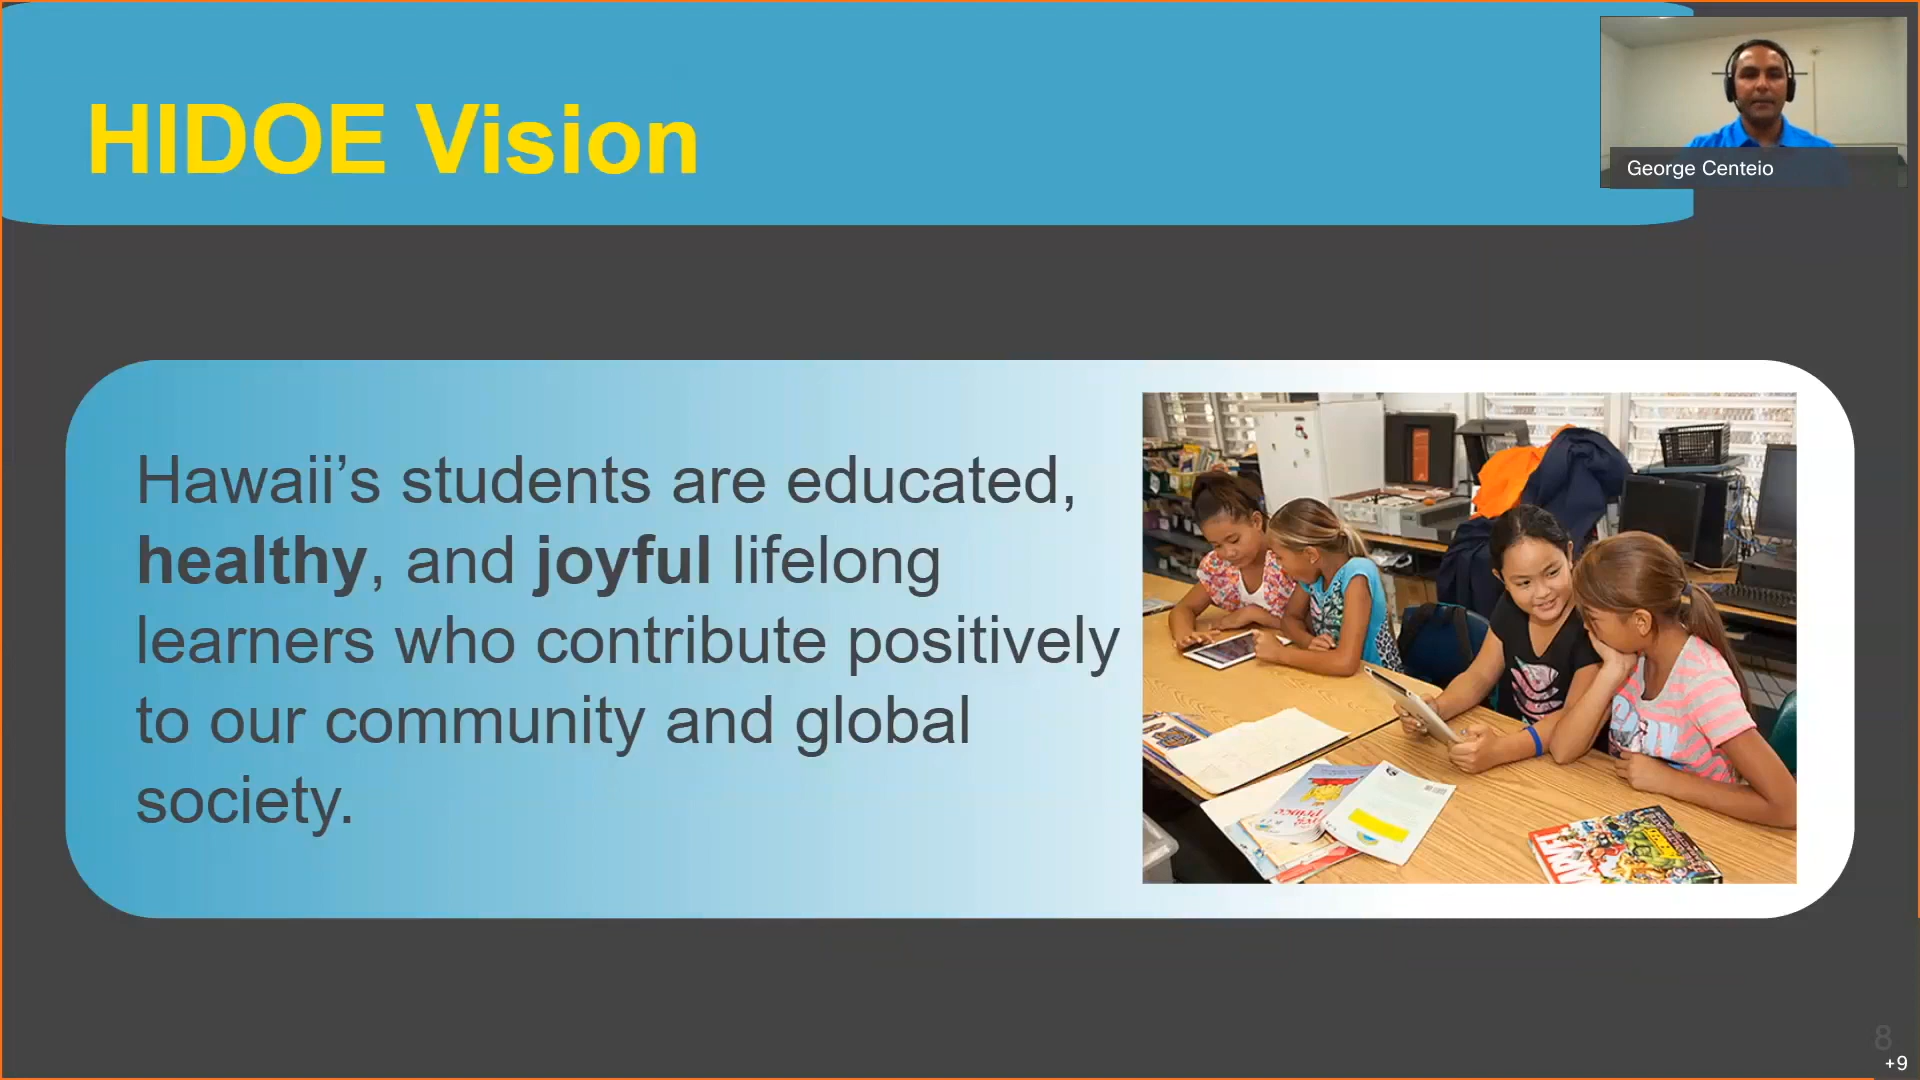 HIDOE Vision
George Centeio
Hawaii’s students are educated,
healthy, and joyful lifelong
learners who contribute positively
to our community and global
society.
8
+9